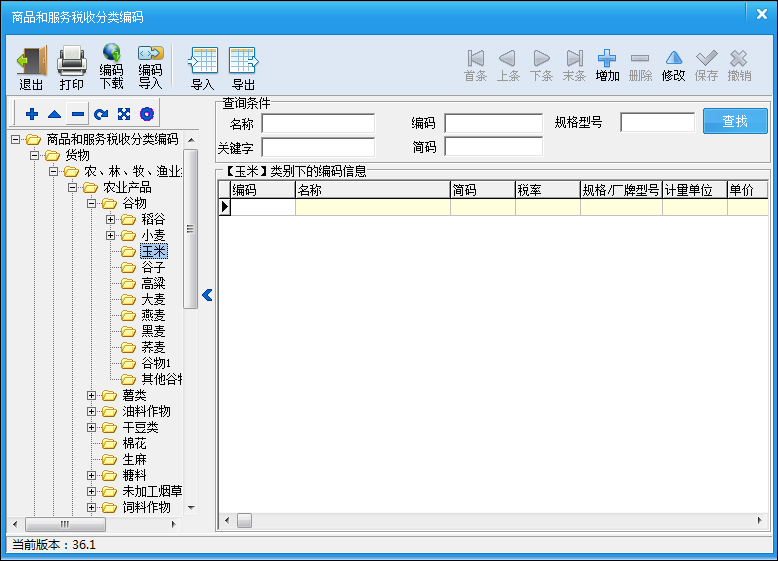 商品和服务税收分类编码
退出 打印 编码下载 编码导入 导入 导出 首条 上条 下条 末条 增加 删除 修改 保存 撤销
查询条件
名称 编码 规格型号 查找
关键字 简码
商品和服务税收分类编码
货物
农、林、牧、渔业
农业产品
谷物
稻谷
小麦
玉米
谷子
高粱
大麦
燕麦
黑麦
荞麦
谷物1
其他谷物
薯类
油料作物
干豆类
棉花
生麻
糖料
未加工烟草
饲料作物
【玉米】类别下的编码信息
编码 名称 简码 税率 规格/厂牌型号 计量单位 单价
当前版本：36.1